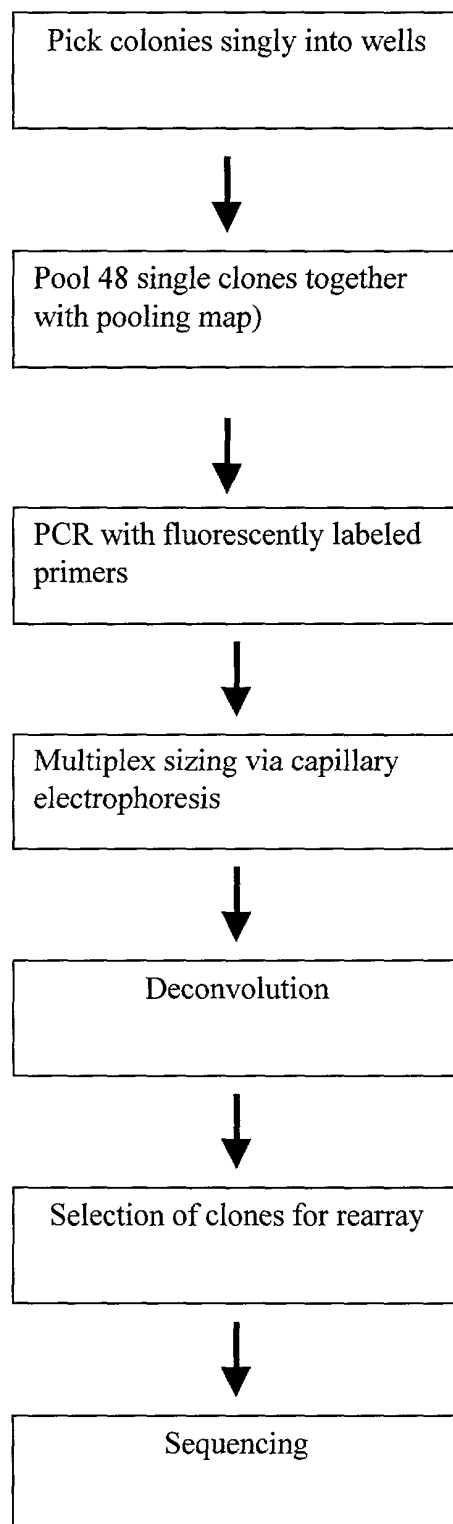 Pick colonies singly into wells
Pool 48 single clones together
with pooling map)
PCR with fluorescently labeled
primers
Multiplex sizing via capillary
electrophoresis
Deconvolution
Selection of clones for rearray
Sequencing